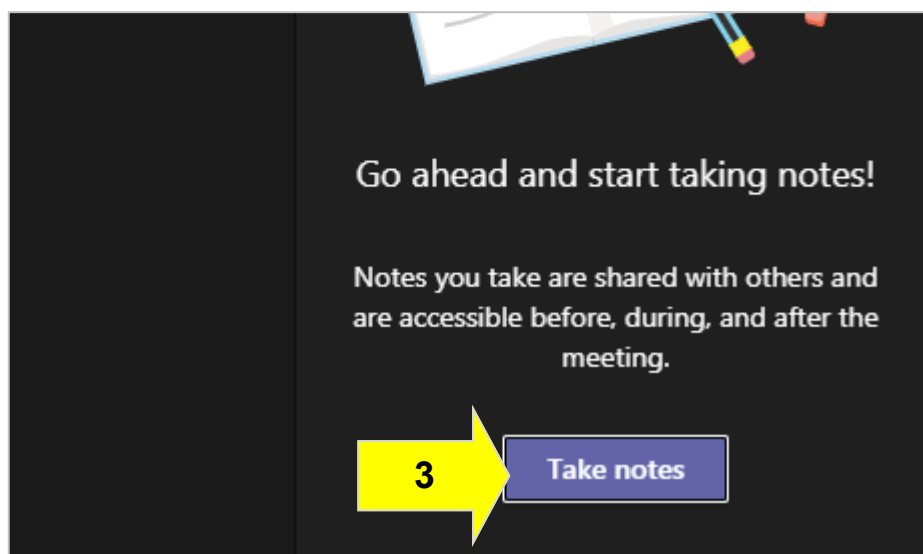 Go ahead and start taking notes!
Notes you take are shared with others and
are accessible before, during, and after the
meeting.
3
Take notes